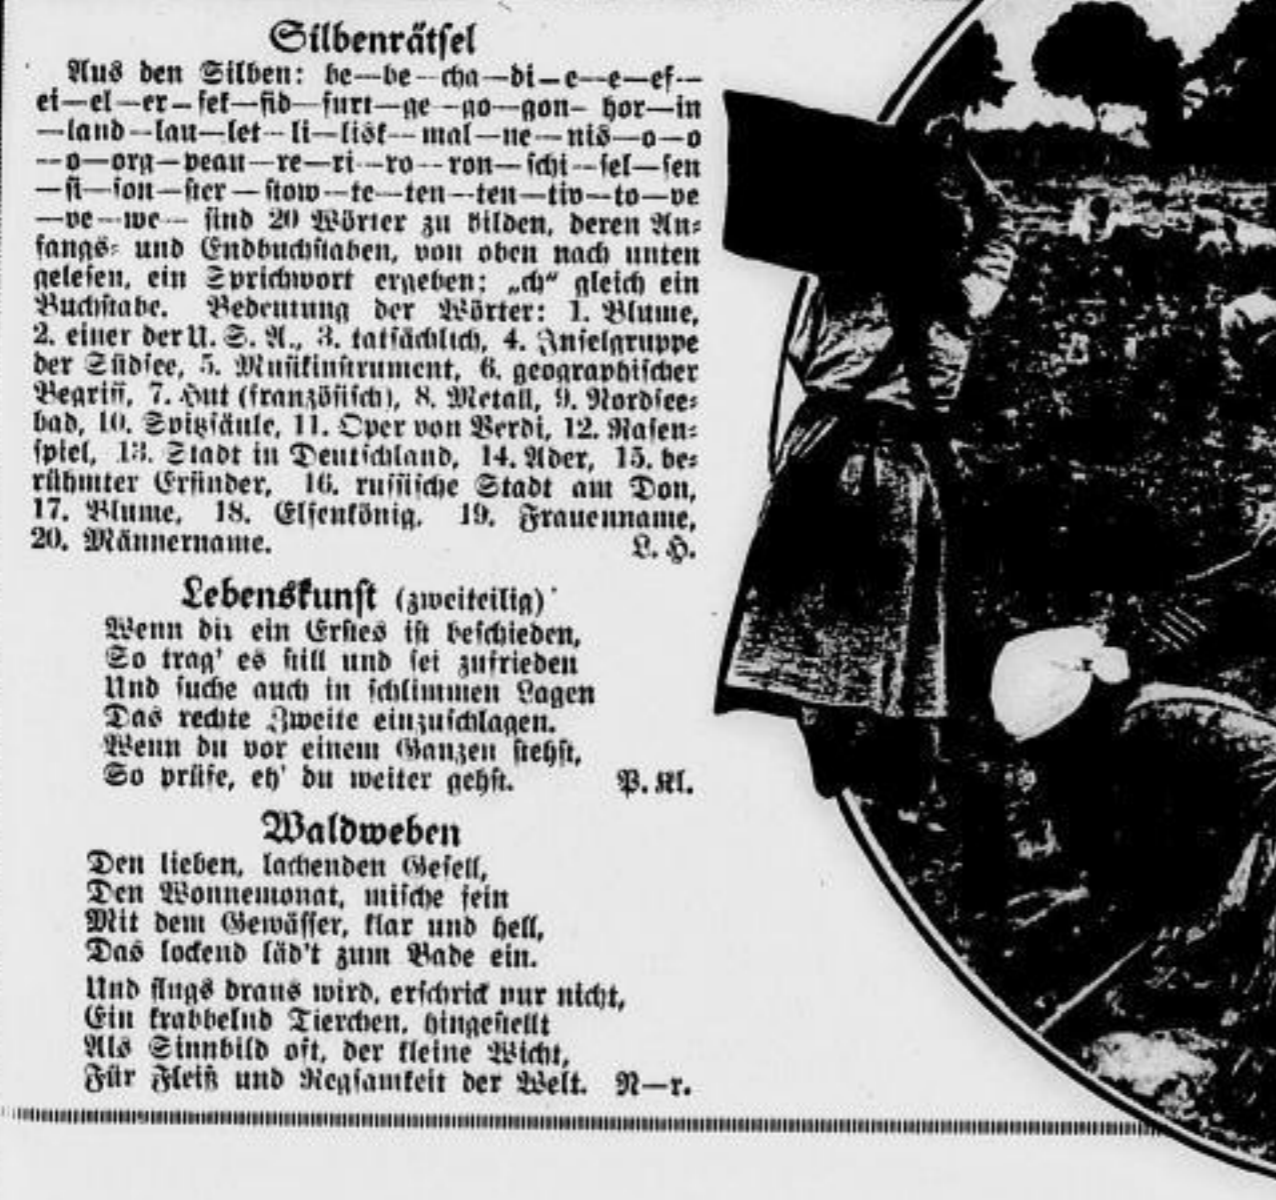 Silbenrätsel
Aus den Silben: be—be—cha—di—e—e—ef—
ei—el—er—fek—fid—furt—ge—go—gon—hor—in
—land—lau—let—li—lisk—mal—ne—nis—o—o
—o—org—peau—re—ri—ro—ron—schi—sel—sen
—si—son—ster—stow—te—ten—ten—tiv—to—ve
—ve—we— sind 20 Wörter zu bilden, deren An-
fangs- und Endbuchstaben, von oben nach unten
gelesen, ein Sprichwort ergeben; „ch“ gleich ein
Buchstabe. Bedeutung der Wörter: 1. Blume,
2. einer der U. S. A., 3. tatsächlich, 4. Inselgruppe
der Südsee, 5. Musikinstrument, 6. geographischer
Begriff, 7. Hut (französisch), 8. Metall, 9. Nordsee-
bad, 10. Spitzsäule, 11. Oper von Verdi, 12. Rasen-
spiel, 13. Stadt in Deutschland, 14. Ader, 15. be-
rühmter Erfinder, 16. russische Stadt am Don,
17. Blume, 18. Elfenkönig, 19. Frauenname,
20. Männername. L. H.
Lebenskunst (zweiteilig)
Wenn dir ein Erstes ist beschieden,
So trag' es still und sei zufrieden
Und suche auch in schlimmen Lagen
Das rechte Zweite einzuschlagen.
Wenn du vor einem Ganzen stehst,
So prüfe, eh' du weiter gehst. P. Kl.
Waldweben
Den lieben, lachenden Gesell,
Den Wonnemonat, mische fein
Mit dem Gewässer, klar und hell,
Das lockend läd't zum Bade ein.
Und flugs draus wird, erschrick nur nicht,
Ein krabbelnd Tierchen, hingestellt
Als Sinnbild oft, der kleine Wicht,
Für Fleiß und Regsamkeit der Welt. N—r.